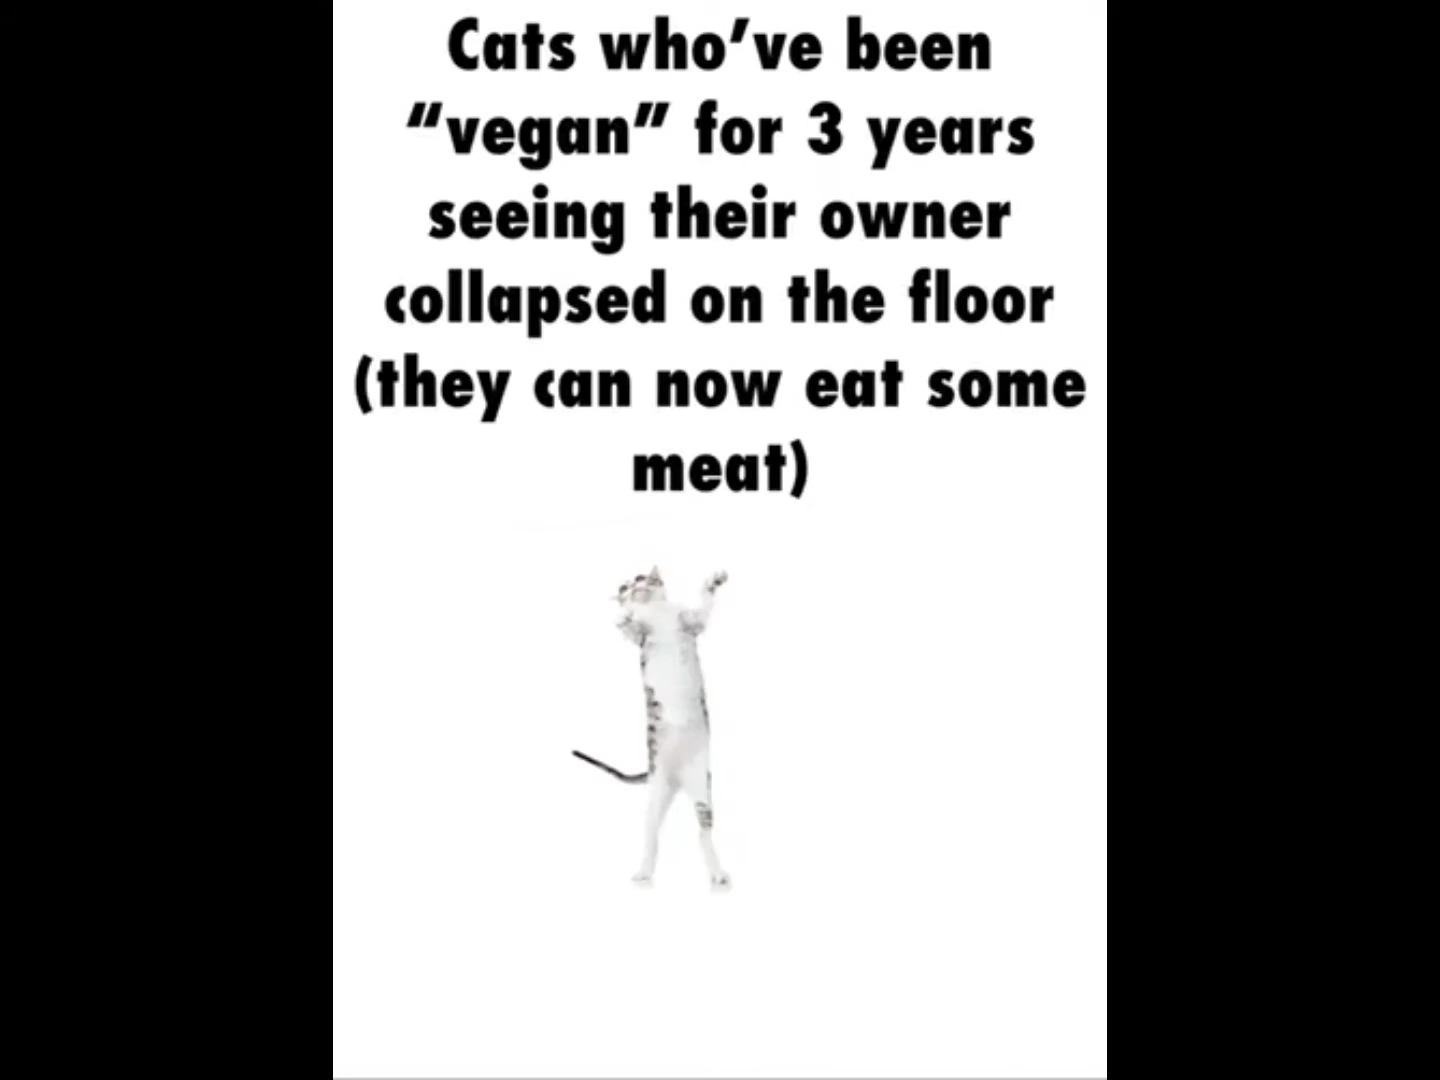 Cats who’ve been
“vegan” for 3 years
seeing their owner
collapsed on the floor
(they can now eat some
meat)